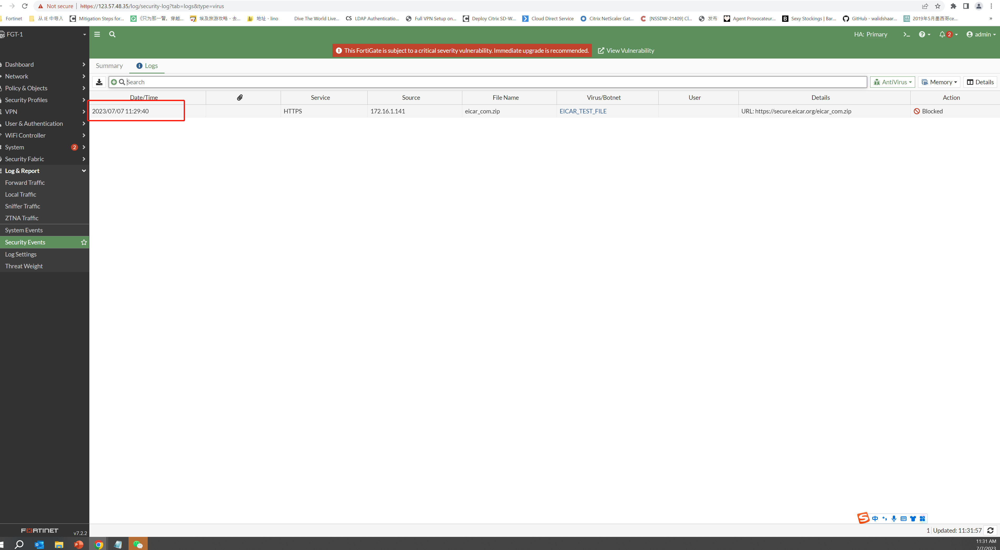 Not secure | https://123.57.48.35/log/security-log?tab=logs&type=virus
Fortinet 从 IE 中导入 Mitigation Steps for... 《只为那一瞥，穿越... 埃及旅游攻略 - 去... 地址 - lino Dive The World Live... CS LDAP Authenticatio... Full VPN Setup on... Deploy Citrix SD-W... Cloud Direct Service Citrix NetScaler Gat... [NSSDW-21409] Cl... 发布 Agent Provocateur... Sexy Stockings | Bar... GitHub - walidshaar... 2019年5月墨西哥ce... »
FGT-1 HA: Primary 2 admin
This FortiGate is subject to a critical severity vulnerability. Immediate upgrade is recommended. View Vulnerability
Dashboard
Network
Policy & Objects
Security Profiles
VPN
User & Authentication
WiFi Controller
System 2
Security Fabric
Log & Report
Forward Traffic
Local Traffic
Sniffer Traffic
ZTNA Traffic
System Events
Security Events
Log Settings
Threat Weight
FORTINET v7.2.2
Summary Logs
Search AntiVirus Memory Details
Date/Time Service Source File Name Virus/Botnet User Details Action
2023/07/07 11:29:40 HTTPS 172.16.1.141 eicar_com.zip EICAR_TEST_FILE URL: https://secure.eicar.org/eicar_com.zip Blocked
中
1 Updated: 11:31:57
11:31 AM
7/7/2023